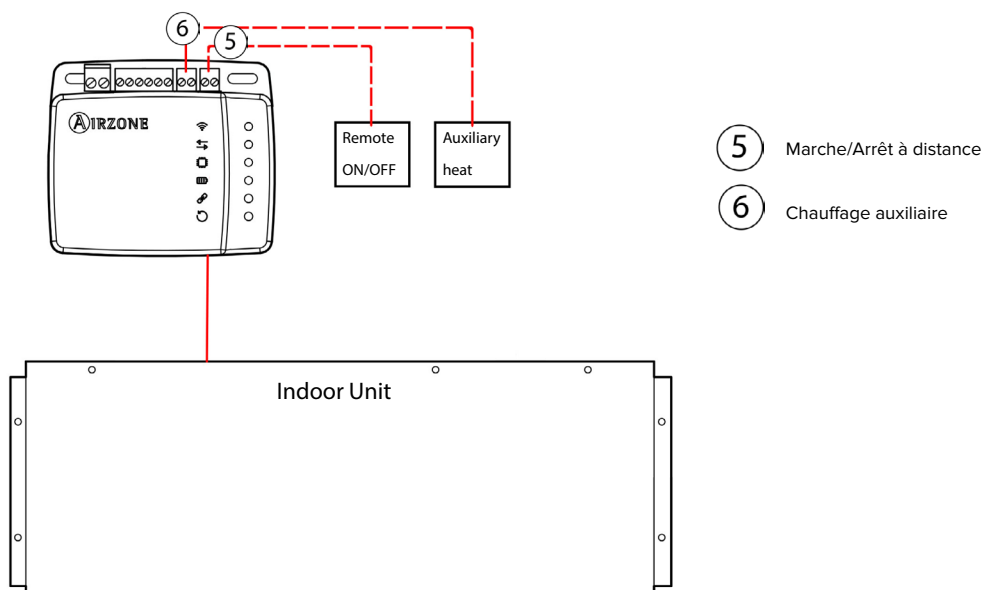 6
5
AIRZONE
Remote
ON/OFF
Auxiliary
heat
5 Marche/Arrêt à distance
6 Chauffage auxiliaire
Indoor Unit